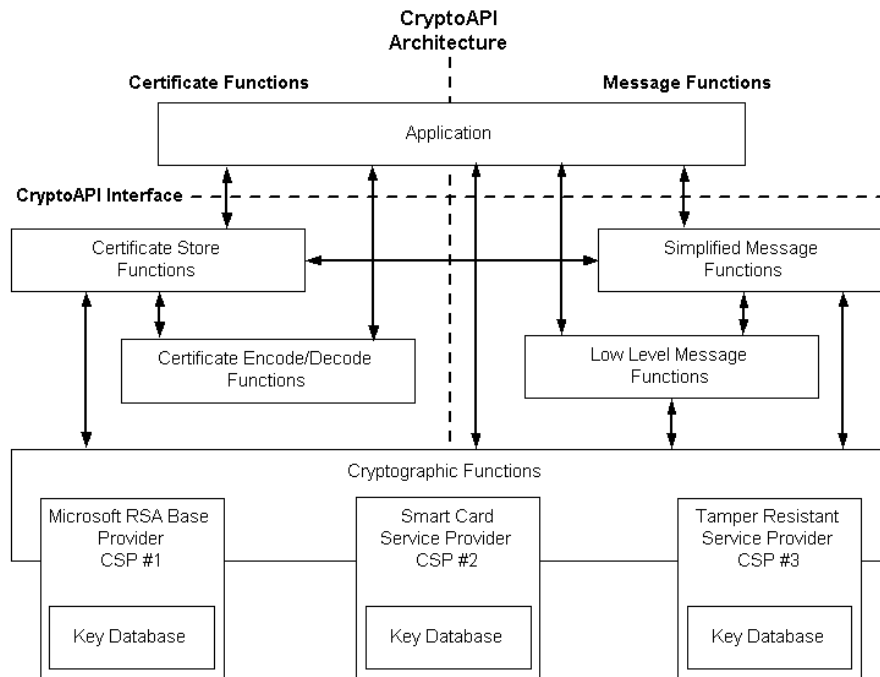 CryptoAPI
Architecture
Certificate Functions
Message Functions
Application
CryptoAPI Interface
Certificate Store
Functions
Simplified Message
Functions
Certificate Encode/Decode
Functions
Low Level Message
Functions
Cryptographic Functions
Microsoft RSA Base
Provider
CSP #1
Smart Card
Service Provider
CSP #2
Tamper Resistant
Service Provider
CSP #3
Key Database
Key Database
Key Database